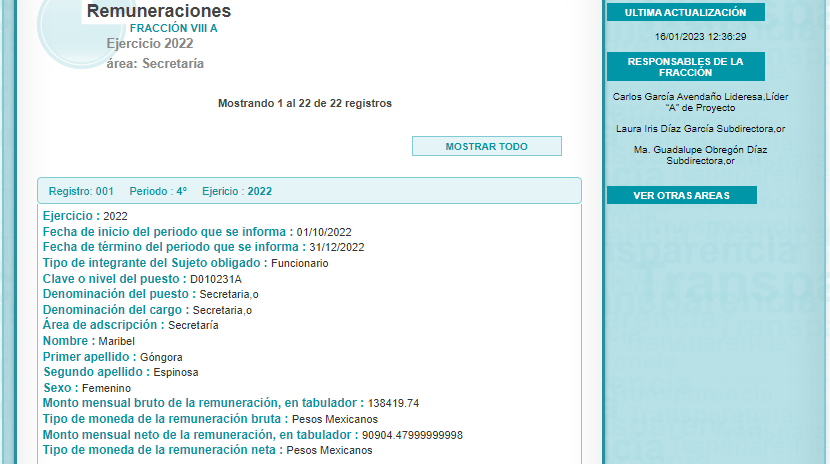 Remuneraciones
FRACCIÓN VIII A
Ejercicio 2022
área: Secretaría
Mostrando 1 al 22 de 22 registros
MOSTRAR TODO
Registro: 001 Periodo : 4º Ejericio : 2022
Ejercicio : 2022
Fecha de inicio del periodo que se informa : 01/10/2022
Fecha de término del periodo que se informa : 31/12/2022
Tipo de integrante del Sujeto obligado : Funcionario
Clave o nivel del puesto : D010231A
Denominación del puesto : Secretaria,o
Denominación del cargo : Secretaria,o
Área de adscripción : Secretaría
Nombre : Maribel
Primer apellido : Góngora
Segundo apellido : Espinosa
Sexo : Femenino
Monto mensual bruto de la remuneración, en tabulador : 138419.74
Tipo de moneda de la remuneración bruta : Pesos Mexicanos
Monto mensual neto de la remuneración, en tabulador : 90904.47999999998
Tipo de moneda de la remuneración neta : Pesos Mexicanos
ULTIMA ACTUALIZACIÓN
16/01/2023 12:36:29
RESPONSABLES DE LA
FRACCIÓN
Carlos García Avendaño Lideresa,Líder
"A" de Proyecto
Laura Iris Díaz García Subdirectora,or
Ma. Guadalupe Obregón Díaz
Subdirectora,or
VER OTRAS AREAS